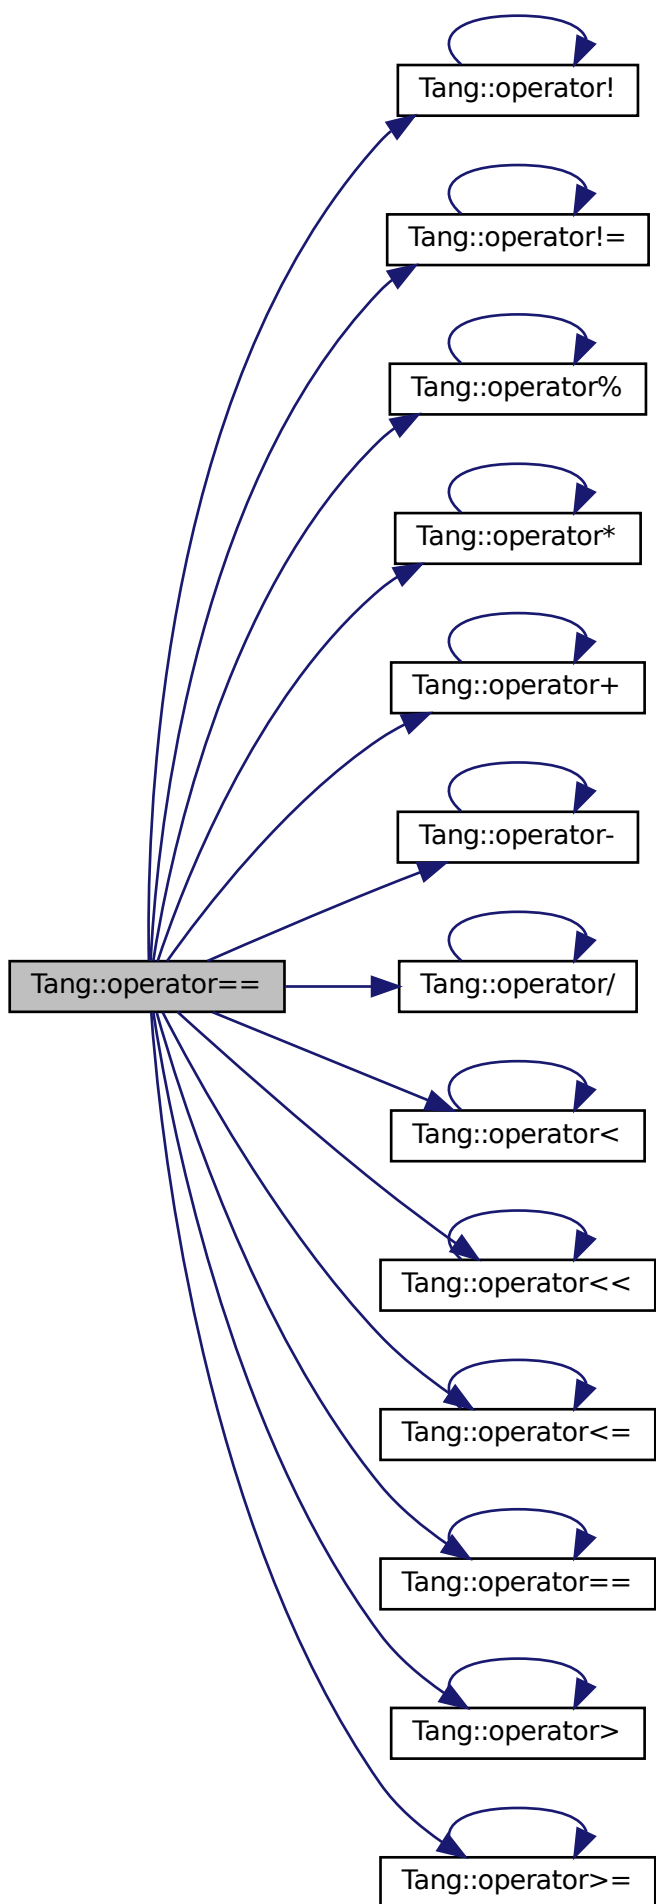 Tang::operator!
Tang::operator!=
Tang::operator%
Tang::operator*
Tang::operator+
Tang::operator-
Tang::operator==
Tang::operator/
Tang::operator<
Tang::operator<<
Tang::operator<=
Tang::operator==
Tang::operator>
Tang::operator>=